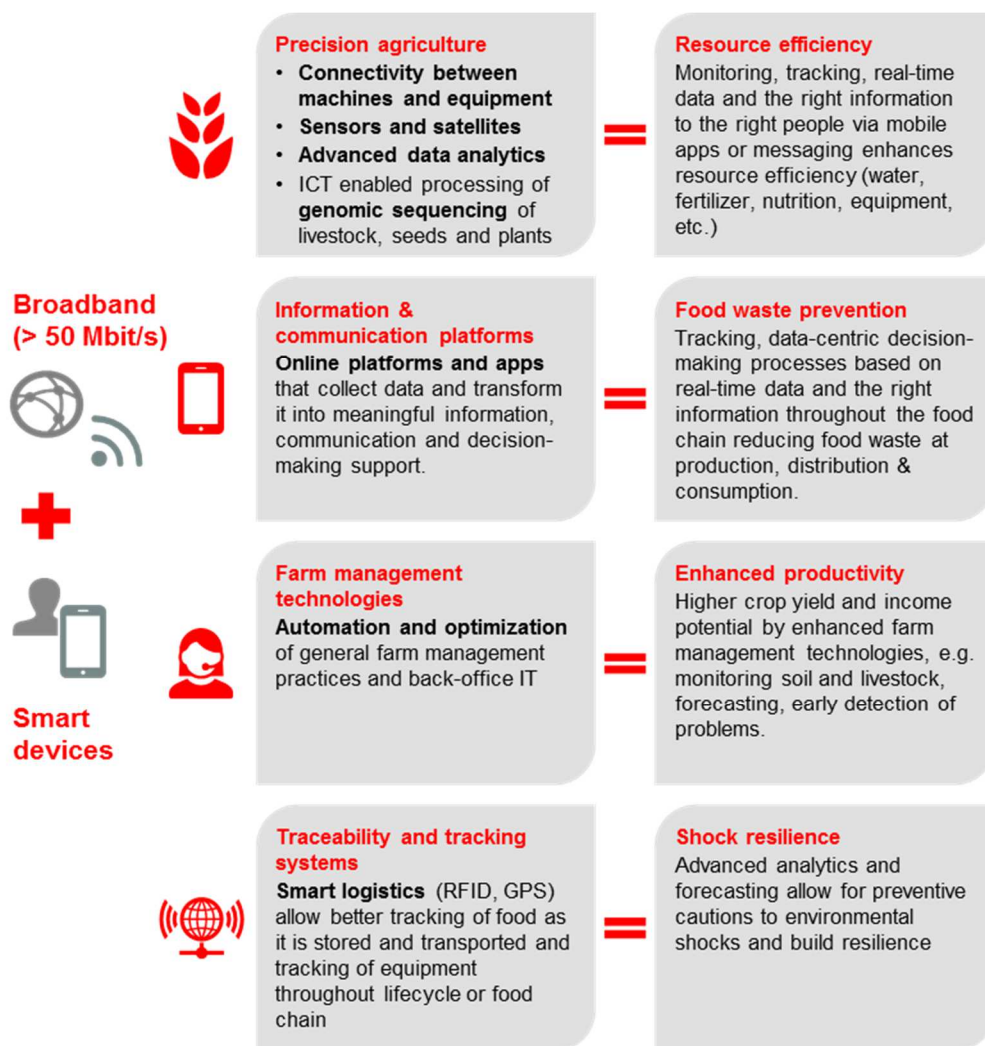 Broadband
(> 50 Mbit/s)
Smart
devices
Precision agriculture
• Connectivity between
machines and equipment
• Sensors and satellites
• Advanced data analytics
• ICT enabled processing of
genomic sequencing of
livestock, seeds and plants
Resource efficiency
Monitoring, tracking, real-time
data and the right information
to the right people via mobile
apps or messaging enhances
resource efficiency (water,
fertilizer, nutrition, equipment,
etc.)
Information &
communication platforms
Online platforms and apps
that collect data and transform
it into meaningful information,
communication and decision-
making support.
Food waste prevention
Tracking, data-centric decision-
making processes based on
real-time data and the right
information throughout the food
chain reducing food waste at
production, distribution &
consumption.
Farm management
technologies
Automation and optimization
of general farm management
practices and back-office IT
Enhanced productivity
Higher crop yield and income
potential by enhanced farm
management technologies, e.g.
monitoring soil and livestock,
forecasting, early detection of
problems.
Traceability and tracking
systems
Smart logistics (RFID, GPS)
allow better tracking of food as
it is stored and transported and
tracking of equipment
throughout lifecycle or food
chain
Shock resilience
Advanced analytics and
forecasting allow for preventive
cautions to environmental
shocks and build resilience